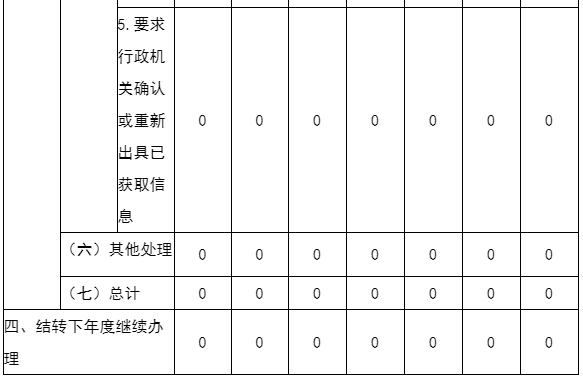 5.要求
行政机
关确认
或重新
出具已
获取信
息
0 0 0 0 0 0 0
（六）其他处理 0 0 0 0 0 0 0
（七）总计 0 0 0 0 0 0 0
四、结转下年度继续办
理
0 0 0 0 0 0 0